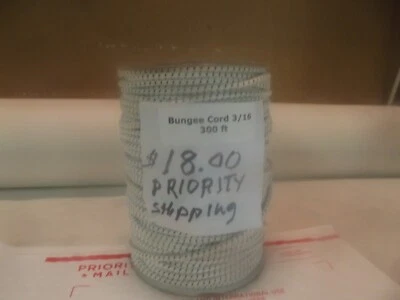 Bungee Cord 3/16
300 ft
$18.00
PRIORITY
Shipping
PRIORI
MAIL